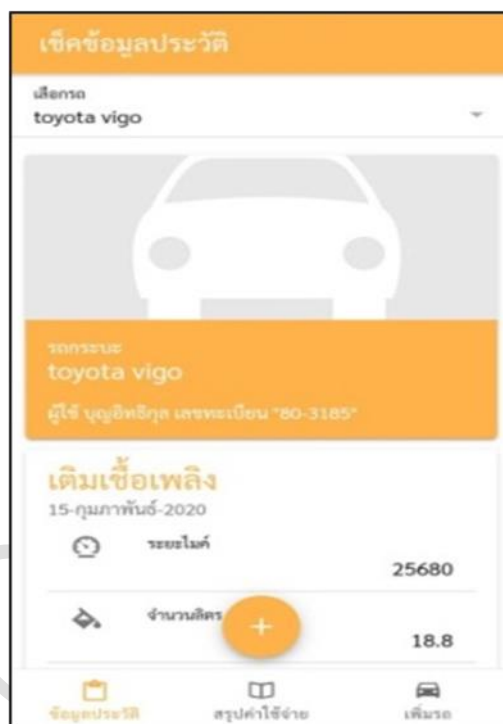 เช็คข้อมูลประวัติ
เลือกรถ
toyota vigo
รถกระบะ
toyota vigo
ผู้ใช้ บุญอิทธิกุล เลขทะเบียน "80-3185"
เติมเชื้อเพลิง
15-กุมภาพันธ์-2020
ระยะไมค์
25680
จำนวนลิตร
+
18.8
ข้อมูลประวัติ
สรุปค่าใช้จ่าย
เพิ่มรถ